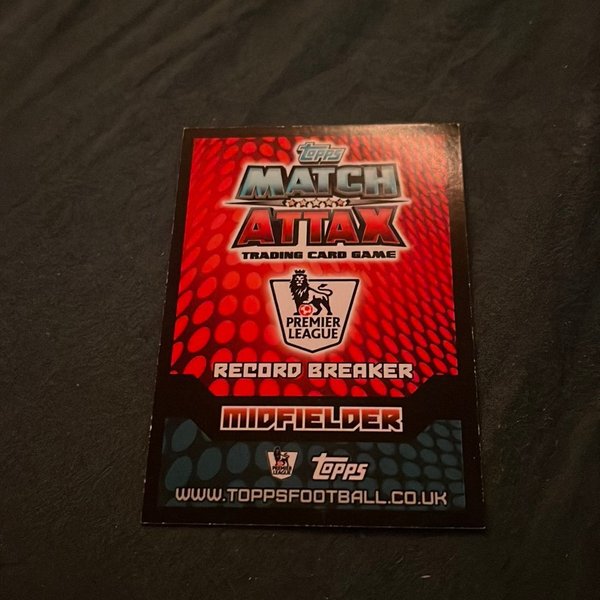 TOPPS
MATCH
ATTAX
TRADING CARD GAME
PREMIER
LEAGUE
RECORD BREAKER
MIDFIELDER
TOPPS
WWW.TOPPSFOOTBALL.CO.UK